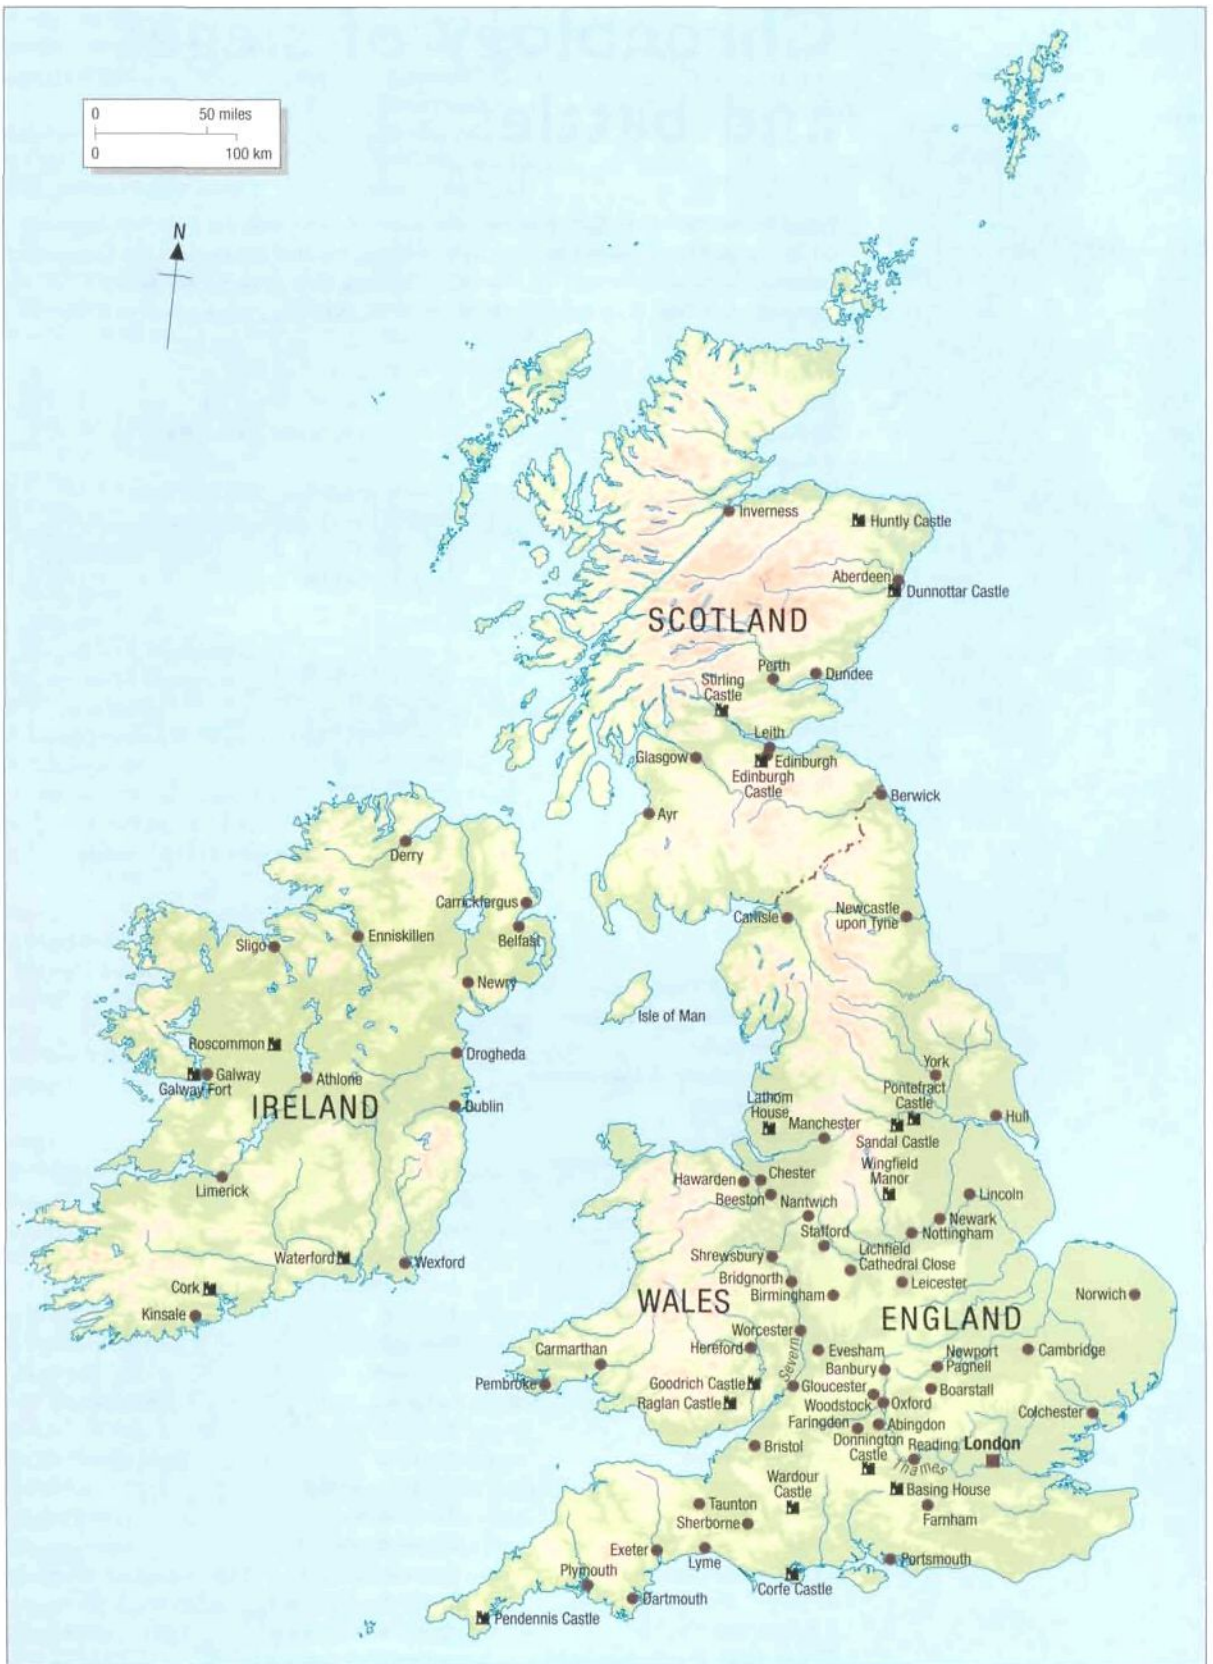 0 50 miles
0 100 km
N
Inverness
Huntly Castle
Aberdeen
Dunnottar Castle
SCOTLAND
Perth
Dundee
Stirling
Castle
Leith
Glasgow
Edinburgh
Edinburgh
Castle
Berwick
Ayr
Derry
Carrickfergus
Belfast
Enniskillen
Sligo
Newry
Carlisle
Newcastle
upon Tyne
Isle of Man
Roscommon
Drogheda
Galway
Galway Fort
Athlone
IRELAND
Dublin
Limerick
Waterford
Wexford
Cork
Kinsale
York
Pontefract
Castle
Lathom
House
Manchester
Hull
Sandal Castle
Wingfield
Manor
Hawarden
Chester
Beeston
Nantwich
Lincoln
Newark
Nottingham
Stafford
Shrewsbury
Lichfield
Cathedral Close
Bridgnorth
Leicester
Birmingham
Norwich
WALES
ENGLAND
Worcester
Severn
Hereford
Evesham
Newport
Pagnell
Cambridge
Carmarthan
Banbury
Pembroke
Goodrich Castle
Gloucester
Boarstall
Raglan Castle
Woodstock
Oxford
Colchester
Faringdon
Abingdon
Bristol
Donnington
Castle
Reading
London
Thames
Wardour
Castle
Basing House
Taunton
Farnham
Sherborne
Exeter
Lyme
Portsmouth
Plymouth
Corfe Castle
Dartmouth
Pendennis Castle